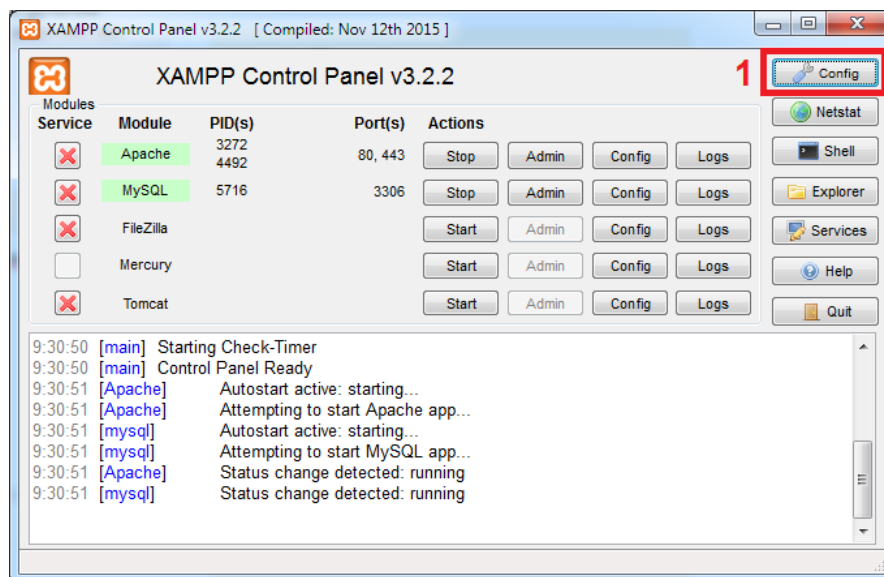 XAMPP Control Panel v3.2.2 [ Compiled: Nov 12th 2015 ]
XAMPP Control Panel v3.2.2
1
Config
Modules
Service Module PID(s) Port(s) Actions
Netstat
Apache 3272 4492 80, 443 Stop Admin Config Logs
Shell
MySQL 5716 3306 Stop Admin Config Logs
Explorer
FileZilla Start Admin Config Logs
Services
Mercury Start Admin Config Logs
Help
Tomcat Start Admin Config Logs
Quit
9:30:50 [main] Starting Check-Timer
9:30:50 [main] Control Panel Ready
9:30:51 [Apache] Autostart active: starting...
9:30:51 [Apache] Attempting to start Apache app...
9:30:51 [mysql] Autostart active: starting...
9:30:51 [mysql] Attempting to start MySQL app...
9:30:51 [Apache] Status change detected: running
9:30:51 [mysql] Status change detected: running